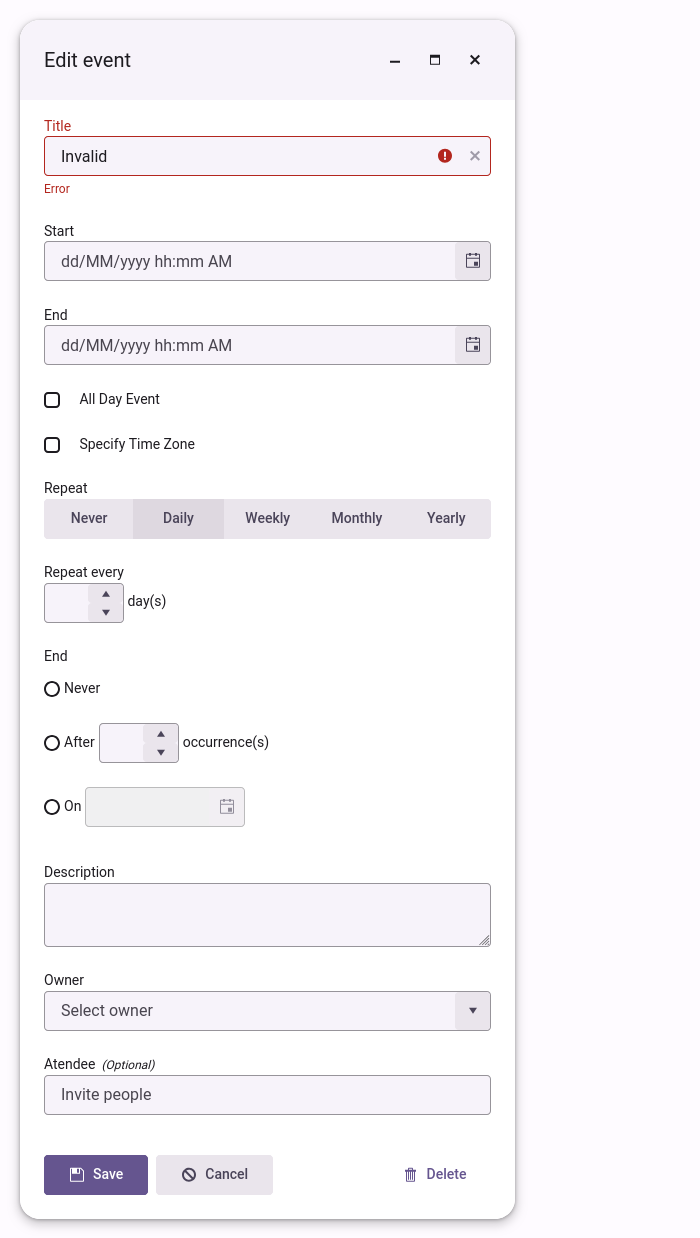 Edit event
Title
Invalid
Error
Start
dd/MM/yyyy hh:mm AM
End
dd/MM/yyyy hh:mm AM
All Day Event
Specify Time Zone
Repeat
Never Daily Weekly Monthly Yearly
Repeat every
day(s)
End
Never
After occurrence(s)
On
Description
Owner
Select owner
Atendee (Optional)
Invite people
Save Cancel Delete